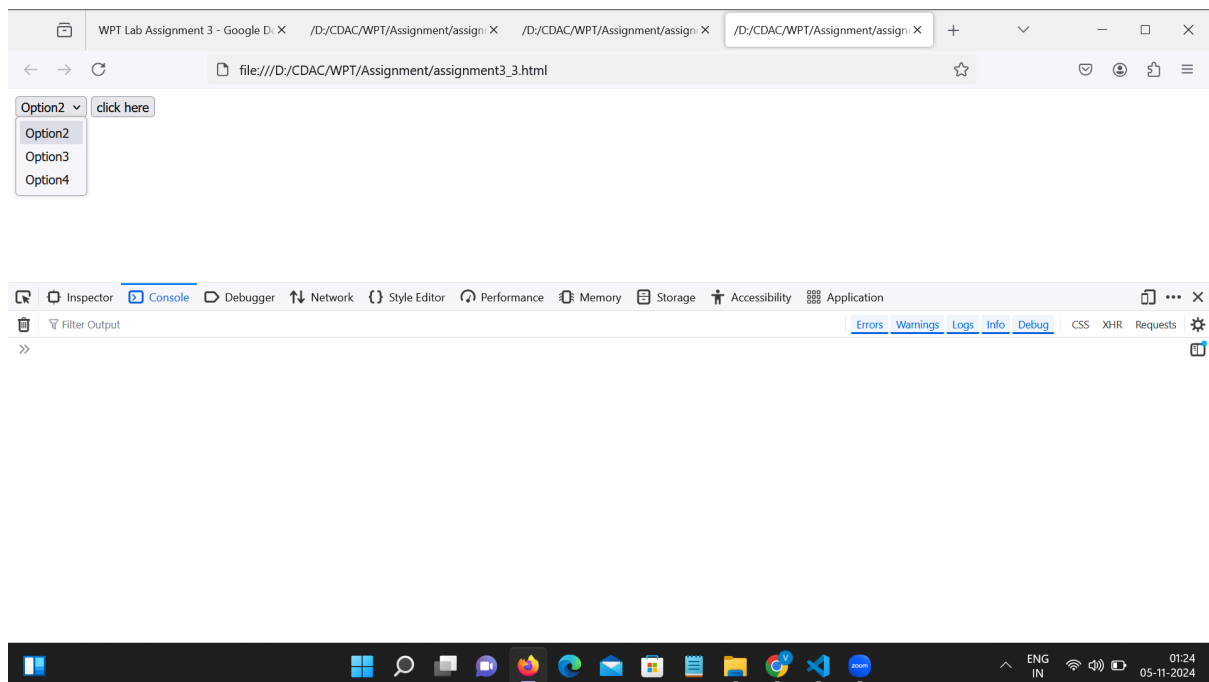 WPT Lab Assignment 3 - Google Do
/D:/CDAC/WPT/Assignment/assign
/D:/CDAC/WPT/Assignment/assign
/D:/CDAC/WPT/Assignment/assign
file:///D:/CDAC/WPT/Assignment/assignment3_3.html
Option2 click here
Option2
Option3
Option4
Inspector Console Debugger Network Style Editor Performance Memory Storage Accessibility Application
Filter Output Errors Warnings Logs Info Debug CSS XHR Requests
zoom
ENG
IN
01:24
05-11-2024